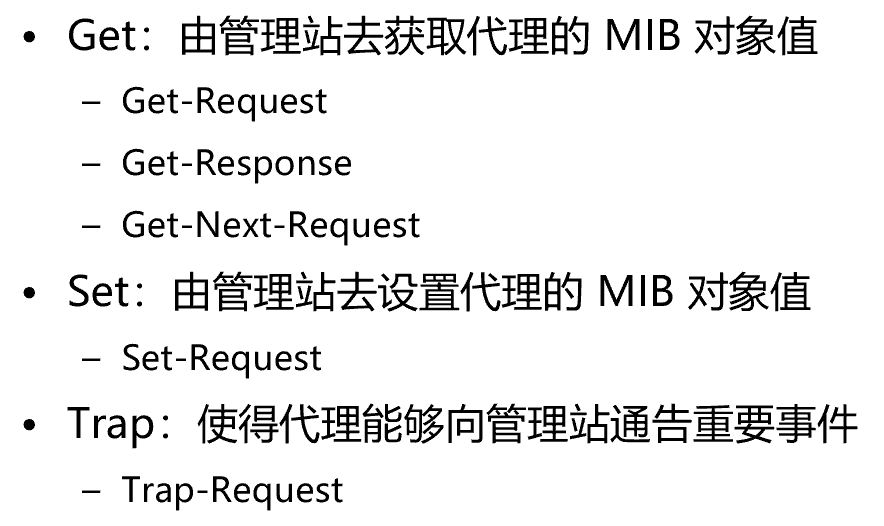 • Get：由管理站去获取代理的 MIB 对象值
– Get-Request
– Get-Response
– Get-Next-Request
• Set：由管理站去设置代理的 MIB 对象值
– Set-Request
• Trap：使得代理能够向管理站通告重要事件
– Trap-Request